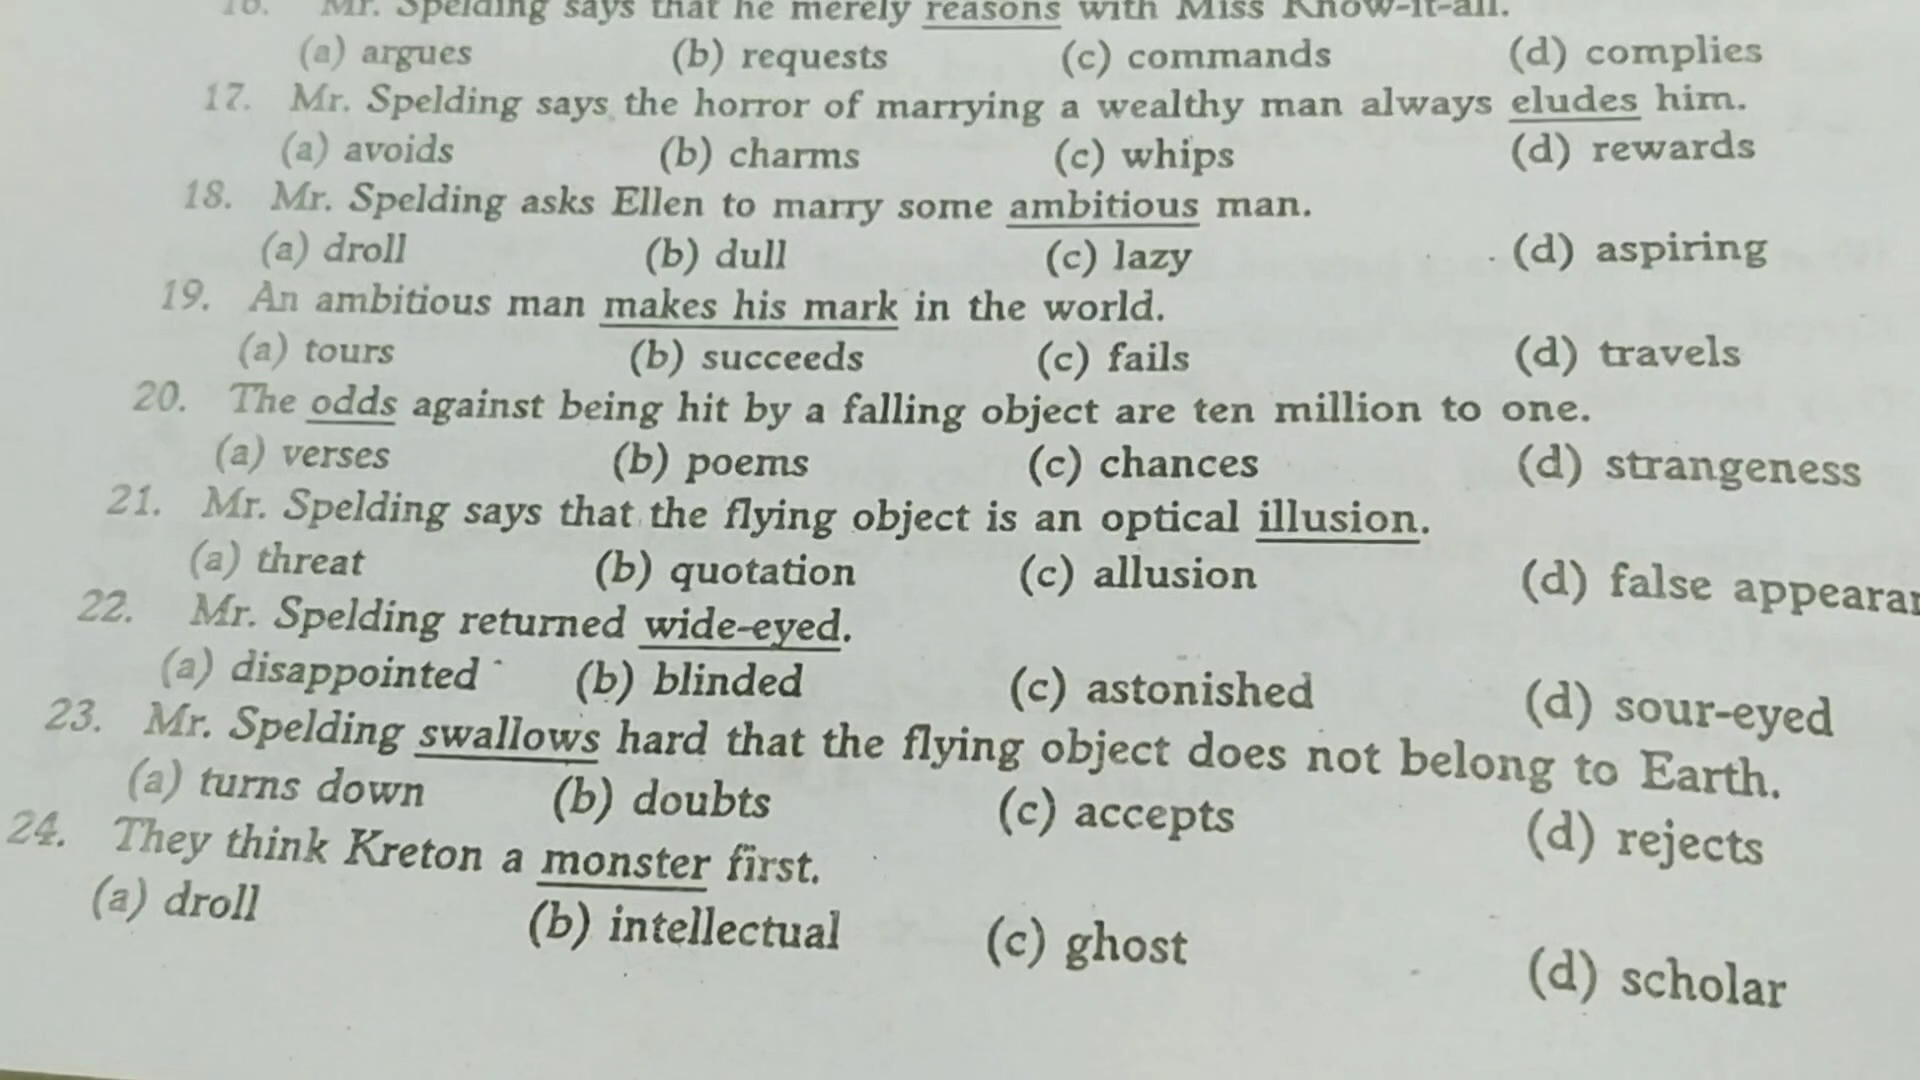 16. Mr. Spelding says that he merely reasons with Miss Know-it-all.
(a) argues (b) requests (c) commands (d) complies
17. Mr. Spelding says the horror of marrying a wealthy man always eludes him.
(a) avoids (b) charms (c) whips (d) rewards
18. Mr. Spelding asks Ellen to marry some ambitious man.
(a) droll (b) dull (c) lazy (d) aspiring
19. An ambitious man makes his mark in the world.
(a) tours (b) succeeds (c) fails (d) travels
20. The odds against being hit by a falling object are ten million to one.
(a) verses (b) poems (c) chances (d) strangeness
21. Mr. Spelding says that the flying object is an optical illusion.
(a) threat (b) quotation (c) allusion (d) false
22. Mr. Spelding returned wide-eyed.
(a) disappointed (b) blinded (c) astonished (d) sour-eyed
23. Mr. Spelding swallows hard that the flying object does not belong to Earth.
(a) turns down (b) doubts (c) accepts (d) rejects
24. They think Kreton a monster first.
(a) droll (b) intellectual (c) ghost (d) scholar